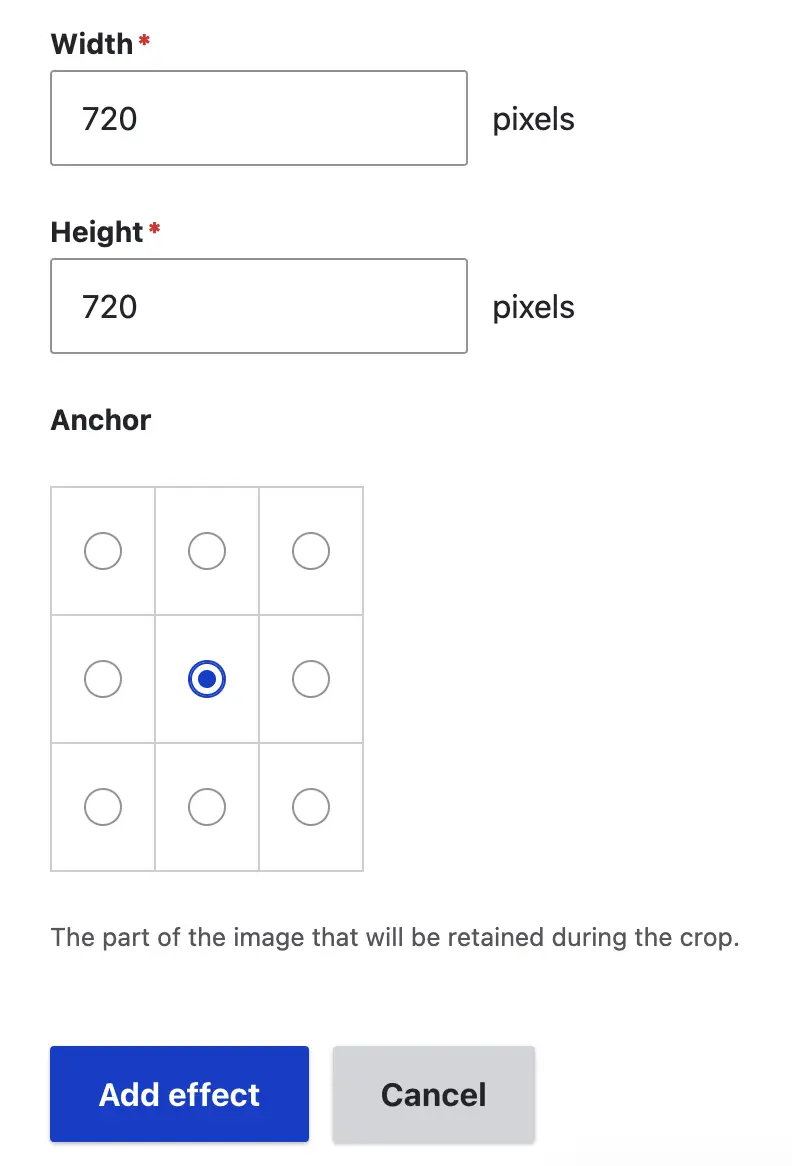 Width*
720 pixels
Height*
720 pixels
Anchor
The part of the image that will be retained during the crop.
Add effect Cancel